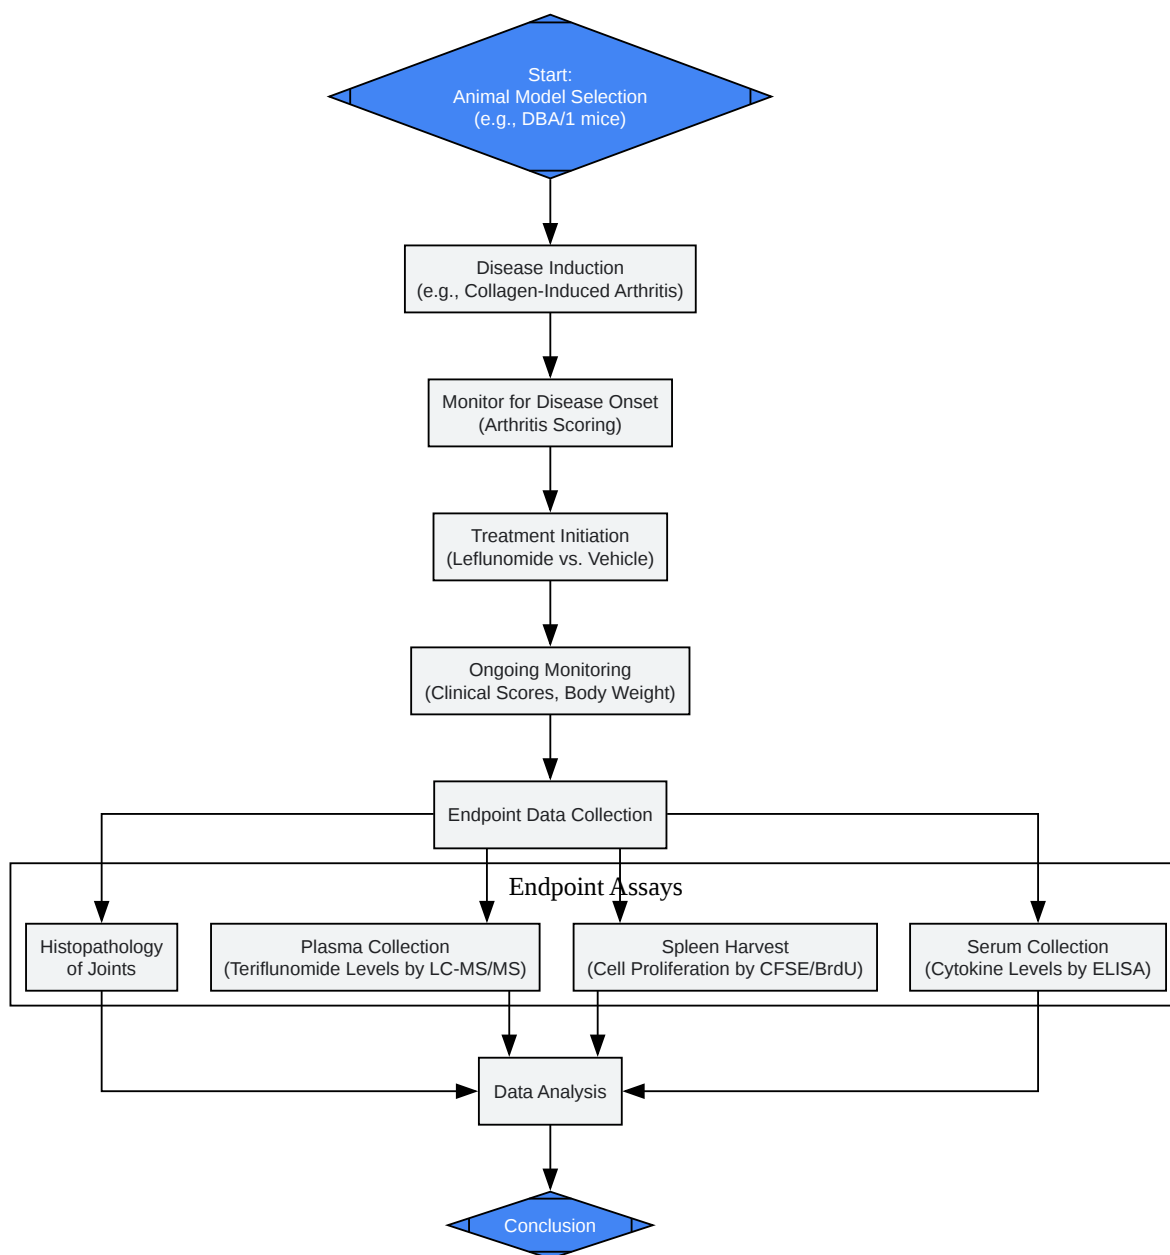 Start:
Animal Model Selection
(e.g., DBA/1 mice)
Disease Induction
(e.g., Collagen-Induced Arthritis)
Monitor for Disease Onset
(Arthritis Scoring)
Treatment Initiation
(Leflunomide vs. Vehicle)
Ongoing Monitoring
(Clinical Scores, Body Weight)
Endpoint Data Collection
Endpoint Assays
Histopathology
of Joints
Plasma Collection
(Teriflunomide Levels by LC-MS/MS)
Spleen Harvest
(Cell Proliferation by CFSE/BrdU)
Serum Collection
(Cytokine Levels by ELISA)
Data Analysis
Conclusion